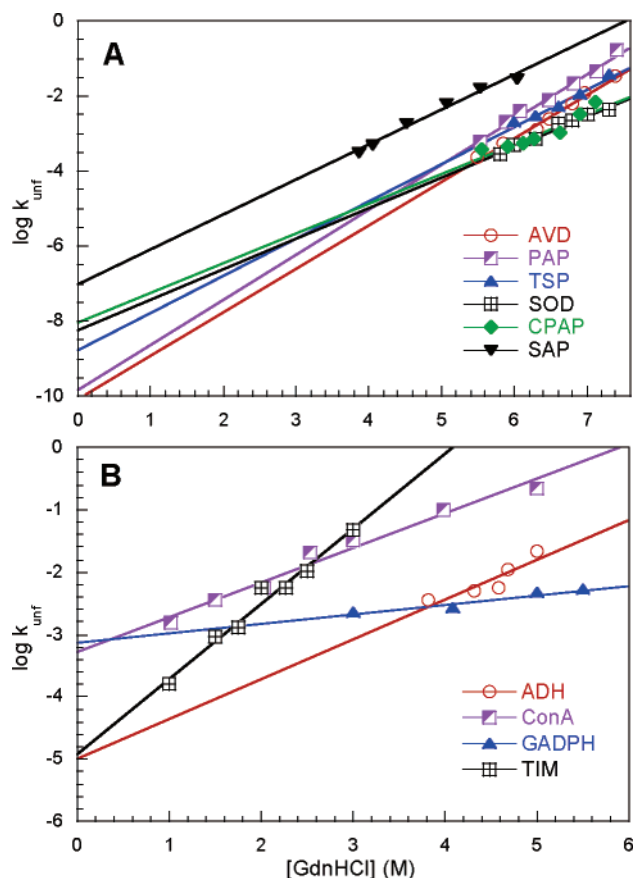 A
0
-2
-4
-6
-8
-10
log k_unf
AVD
PAP
TSP
SOD
CPAP
SAP
0 1 2 3 4 5 6 7
B
0
-1
-2
-3
-4
-5
-6
log k_unf
ADH
ConA
GADPH
TIM
0 1 2 3 4 5 6
[GdnHCl] (M)